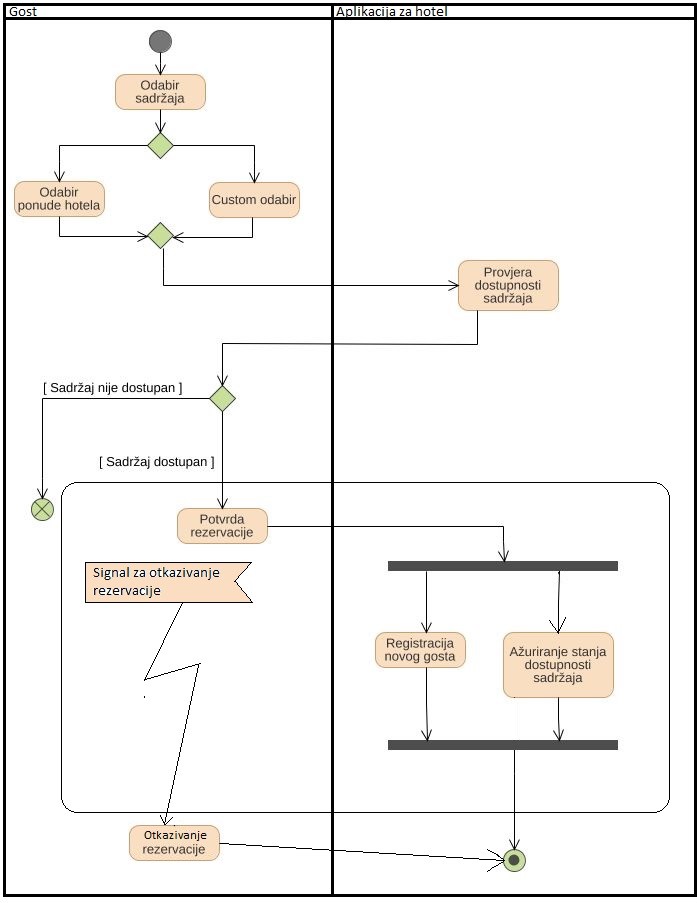 Gost
Aplikacija za hotel
Odabir
sadržaja
Odabir
ponude hotela
Custom odabir
Provjera
dostupnosti
sadržaja
[ Sadržaj nije dostupan ]
[ Sadržaj dostupan ]
Potvrda
rezervacije
Signal za otkazivanje
rezervacije
Registracija
novog gosta
Ažuriranje stanja
dostupnosti
sadržaja
Otkazivanje
rezervacije